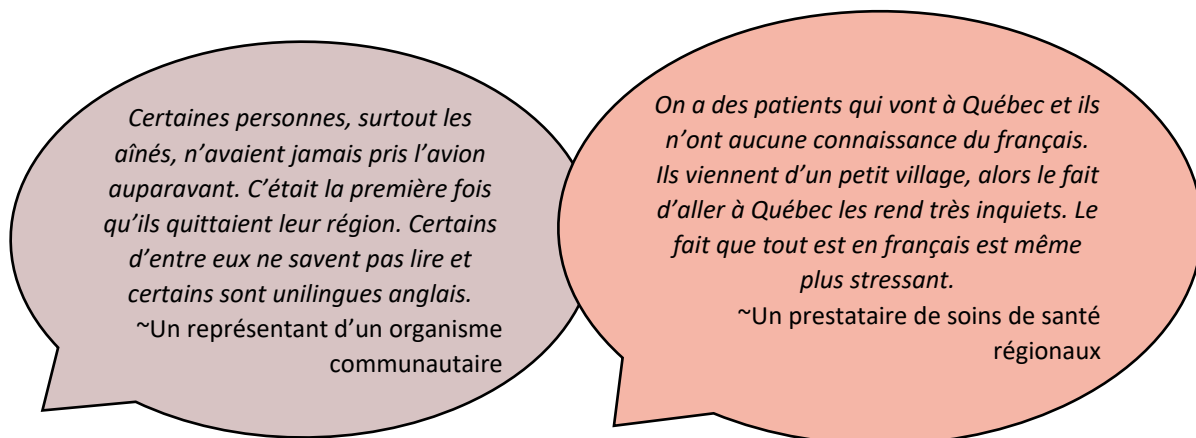 Certaines personnes, surtout les
aînés, n’avaient jamais pris l’avion
auparavant. C’était la première fois
qu’ils quittaient leur région. Certains
d’entre eux ne savent pas lire et
certains sont unilingues anglais.
~Un représentant d’un organisme
communautaire
On a des patients qui vont à Québec et ils
n’ont aucune connaissance du français.
Ils viennent d’un petit village, alors le fait
d’aller à Québec les rend très inquiets. Le
fait que tout est en français est même
plus stressant.
~Un prestataire de soins de santé
régionaux